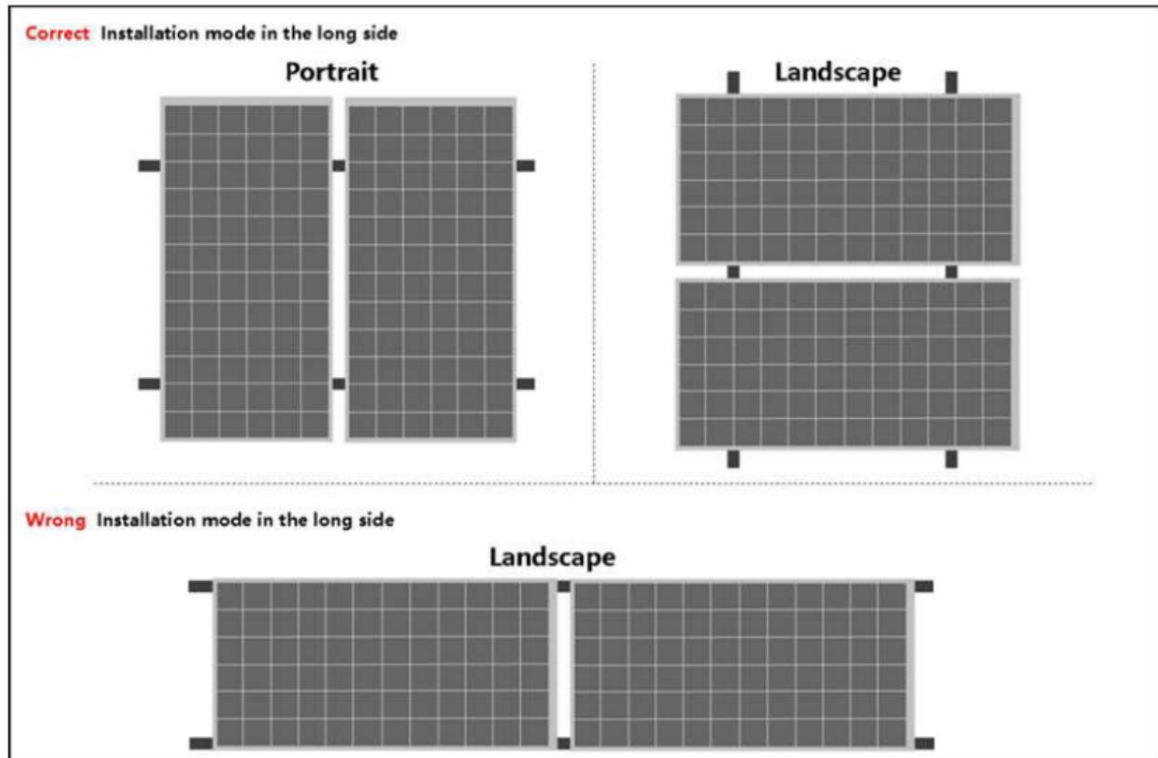 Correct Installation mode in the long side
Portrait
Landscape
Wrong Installation mode in the long side
Landscape